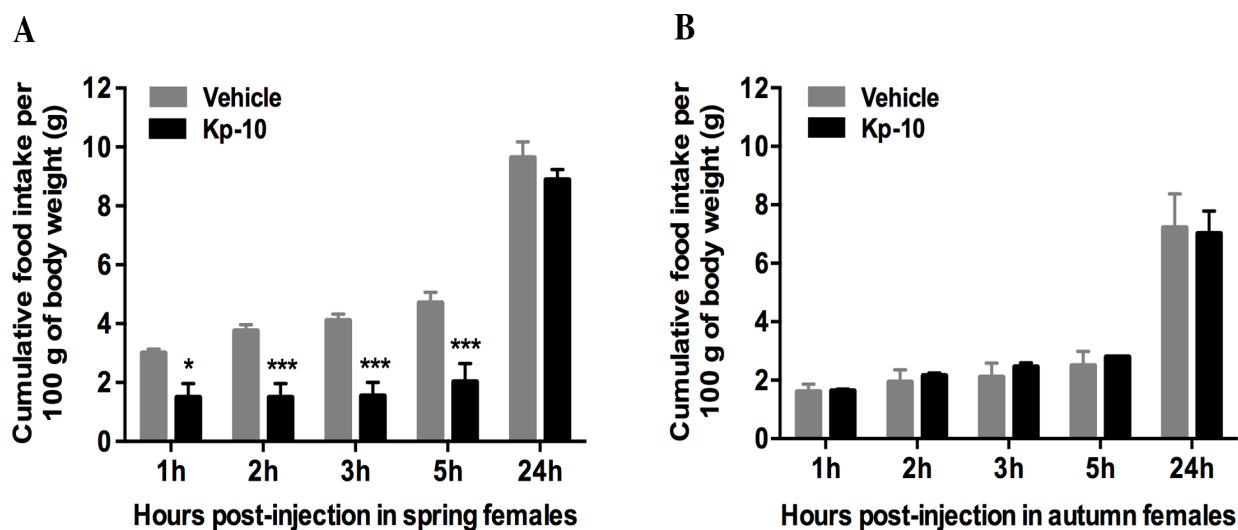 A
Cumulative food intake per
100 g of body weight (g)
12
10
8
6
4
2
0
Vehicle
Kp-10
*
***
***
***
1h
2h
3h
5h
24h
Hours post-injection in spring females
B
Cumulative food intake per
100 g of body weight (g)
12
10
8
6
4
2
0
Vehicle
Kp-10
1h
2h
3h
5h
24h
Hours post-injection in autumn females